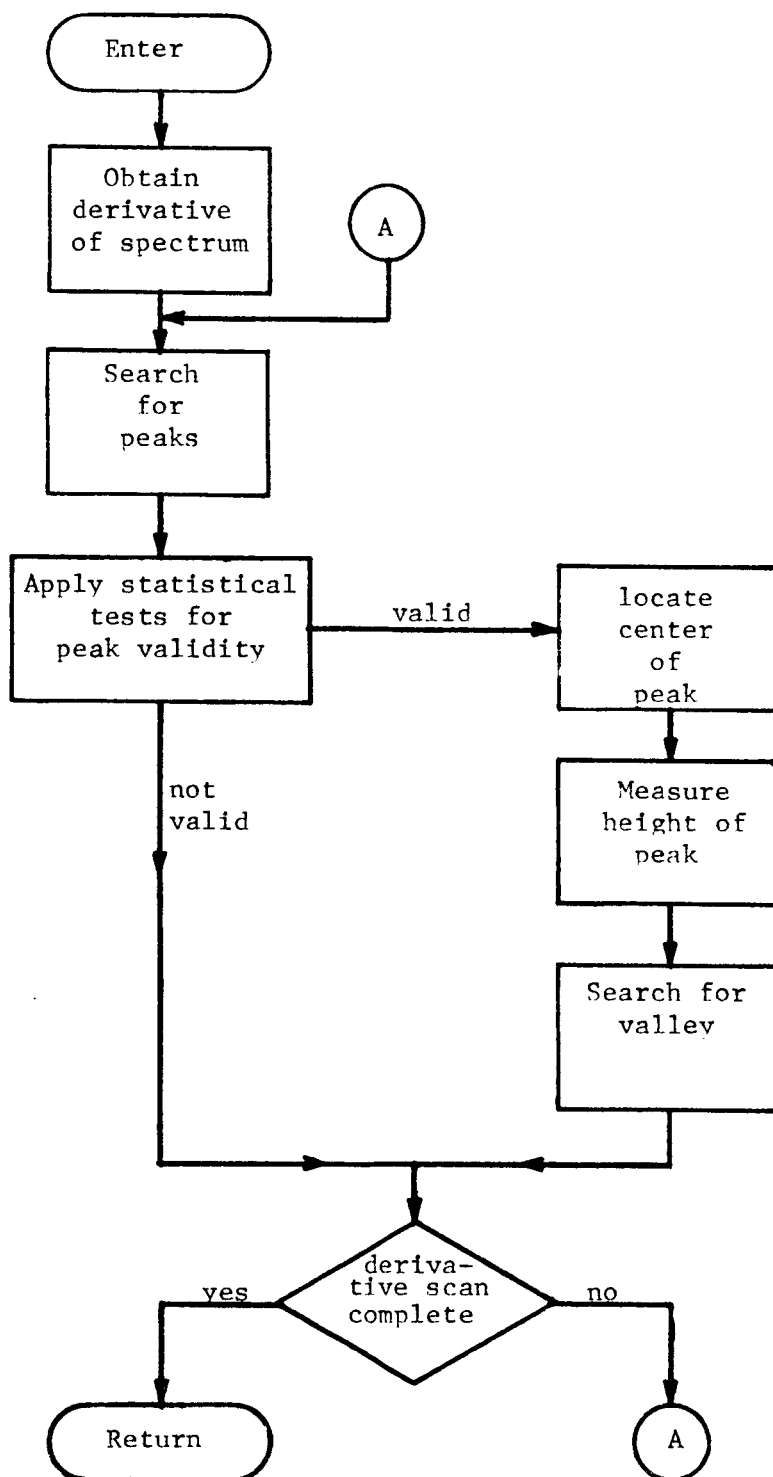 Enter
Obtain
derivative
of spectrum
A
Search
for
peaks
Apply statistical
tests for
peak validity
valid
locate
center
of
peak
not
valid
Measure
height of
peak
Search for
valley
deriva-
tive scan
complete
yes
no
Return
A